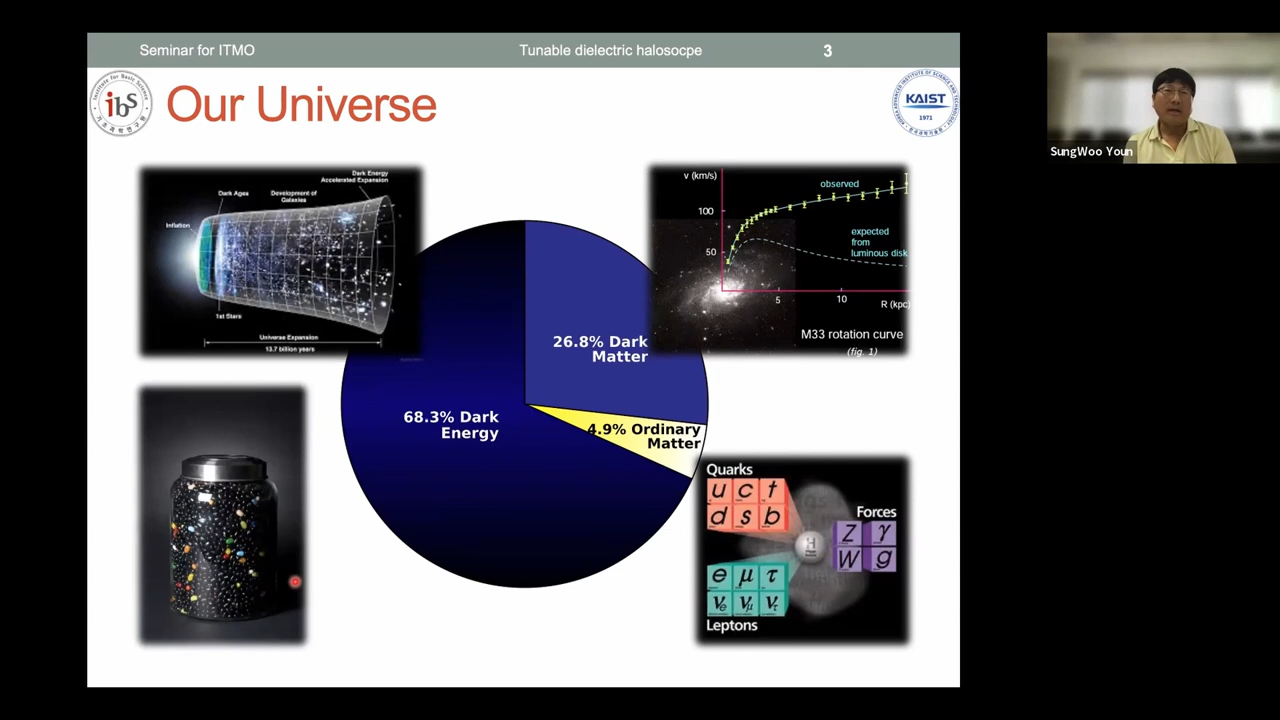 Seminar for ITMO
Tunable dielectric halosocpe
3
ibs
Our Universe
KAIST
1971
SungWoo Youn
Dark Energy
Accelerated Expansion
Dark Ages
Development of
Galaxies
Inflation
1st Stars
Universe Expansion
13.7 billion years
v (km/s)
observed
100
expected
from
luminous disk
50
5
10
R (kpc)
M33 rotation curve
(fig. 1)
26.8% Dark
Matter
68.3% Dark
Energy
4.9% Ordinary
Matter
Quarks
u c t
d s b
Forces
Z γ
W g
H
e μ τ
νe νμ ντ
Leptons